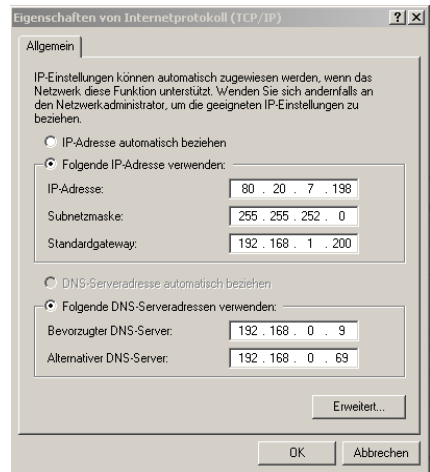 Eigenschaften von Internetprotokoll (TCP/IP)
Allgemein
IP-Einstellungen können automatisch zugewiesen werden, wenn das
Netzwerk diese Funktion unterstützt. Wenden Sie sich andernfalls an
den Netzwerkadministrator, um die geeigneten IP-Einstellungen zu
beziehen.
IP-Adresse automatisch beziehen
Folgende IP-Adresse verwenden:
IP-Adresse: 80 . 20 . 7 . 198
Subnetzmaske: 255 . 255 . 252 . 0
Standardgateway: 192 . 168 . 1 . 200
DNS-Serveradresse automatisch beziehen
Folgende DNS-Serveradressen verwenden:
Bevorzugter DNS-Server: 192 . 168 . 0 . 9
Alternativer DNS-Server: 192 . 168 . 0 . 69
Erweitert...
OK Abbrechen